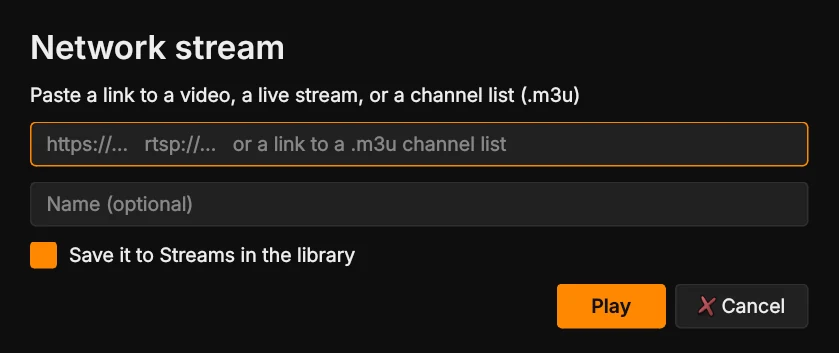 Network stream
Paste a link to a video, a live stream, or a channel list (.m3u)
https://... rtsp://... or a link to a .m3u channel list
Name (optional)
Save it to Streams in the library
Play
Cancel